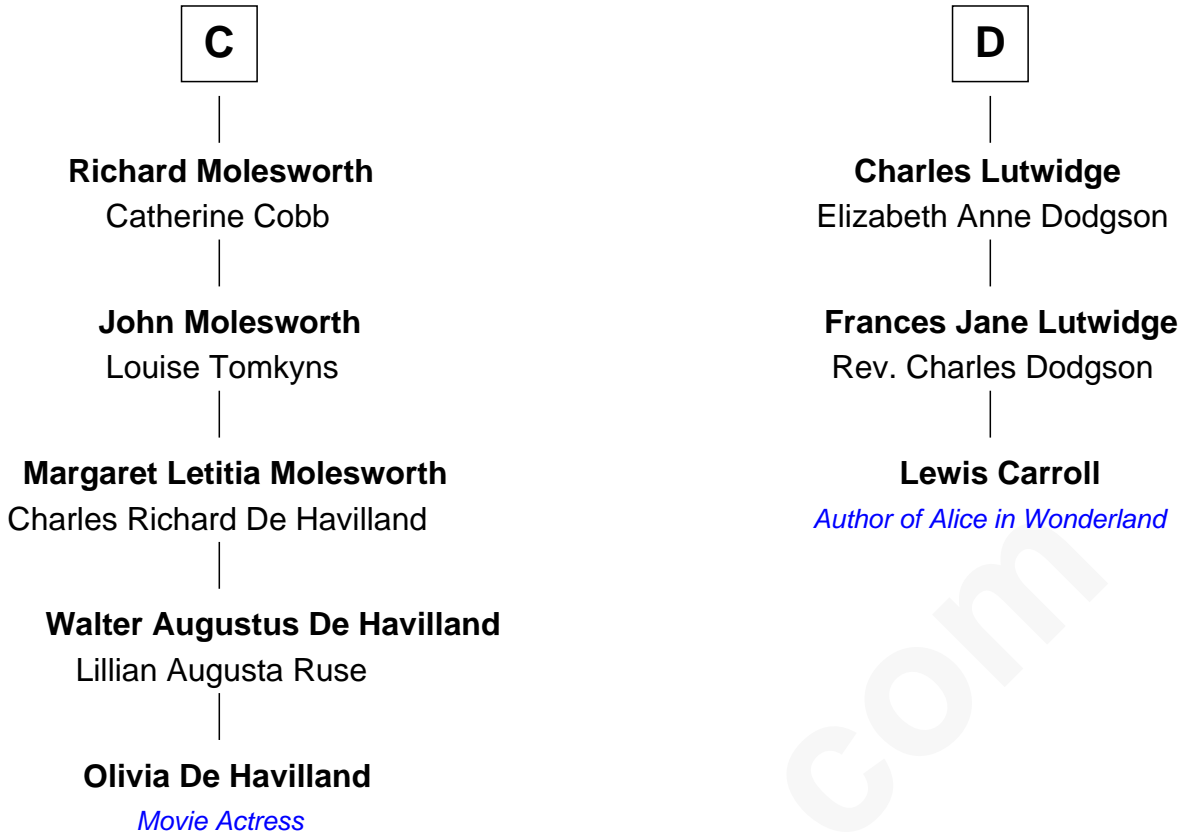 C
Richard Molesworth
Catherine Cobb
John Molesworth
Louise Tomkyns
Margaret Letitia Molesworth
Charles Richard De Havilland
Walter Augustus De Havilland
Lillian Augusta Ruse
Olivia De Havilland
Movie Actress
D
Charles Lutwidge
Elizabeth Anne Dodgson
Frances Jane Lutwidge
Rev. Charles Dodgson
Lewis Carroll
Author of Alice in Wonderland
com